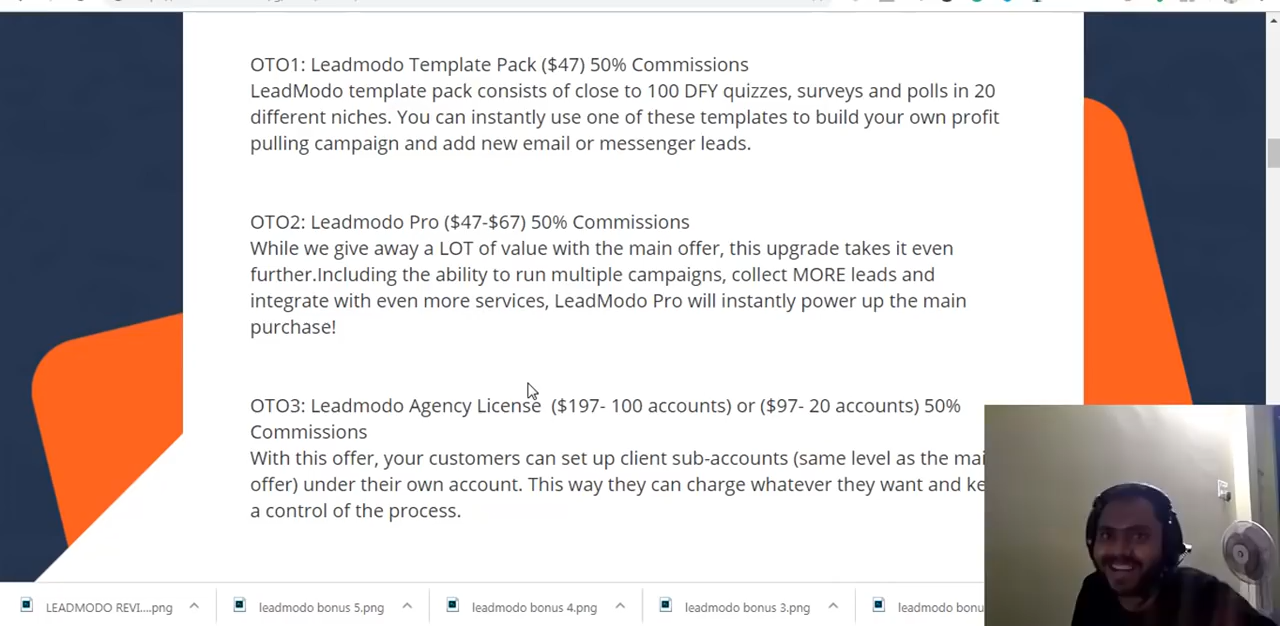 OTO1: Leadmodo Template Pack ($47) 50% Commissions
LeadModo template pack consists of close to 100 DFY quizzes, surveys and polls in 20
different niches. You can instantly use one of these templates to build your own profit
pulling campaign and add new email or messenger leads.
OTO2: Leadmodo Pro ($47-$67) 50% Commissions
While we give away a LOT of value with the main offer, this upgrade takes it even
further.Including the ability to run multiple campaigns, collect MORE leads and
integrate with even more services, LeadModo Pro will instantly power up the main
purchase!
OTO3: Leadmodo Agency License ($197- 100 accounts) or ($97- 20 accounts) 50%
Commissions
With this offer, your customers can set up client sub-accounts (same level as the mai
offer) under their own account. This way they can charge whatever they want and ke
a control of the process.
LEADMODO REVI....png
leadmodo bonus 5.png
leadmodo bonus 4.png
leadmodo bonus 3.png
leadmodo bonu